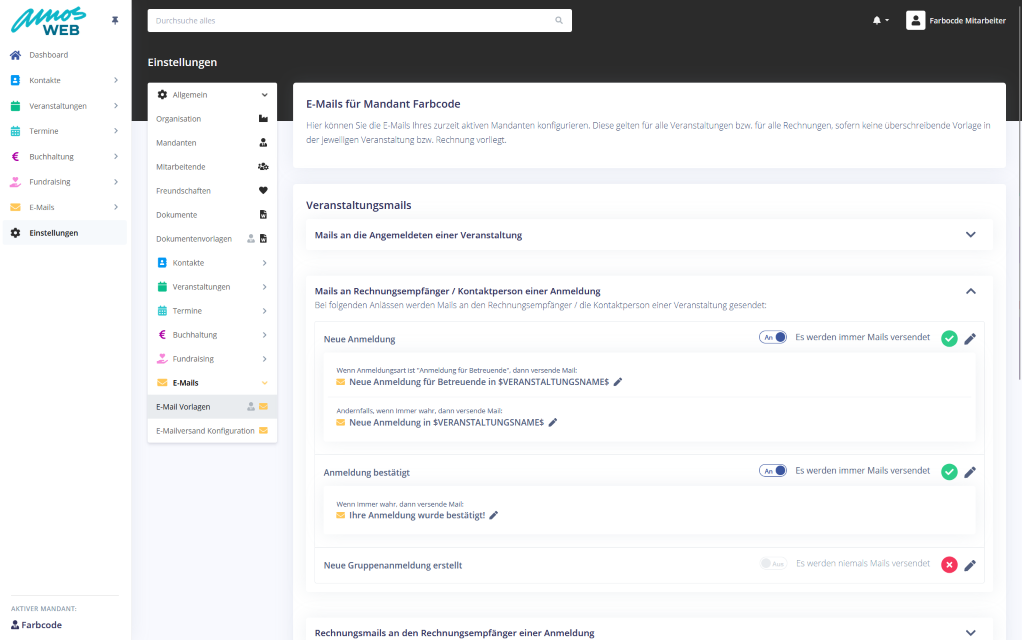 amos
WEB
Durchsuche alles
Farbocde Mitarbeiter
Dashboard
Kontakte
Veranstaltungen
Termine
Buchhaltung
Fundraising
E-Mails
Einstellungen
AKTIVER MANDANT:
Farbcode
Einstellungen
Allgemein
Organisation
Mandanten
Mitarbeitende
Freundschaften
Dokumente
Dokumentenvorlagen
Kontakte
Veranstaltungen
Termine
Buchhaltung
Fundraising
E-Mails
E-Mail Vorlagen
E-Mailversand Konfiguration
E-Mails für Mandant Farbcode
Hier können Sie die E-Mails Ihres zurzeit aktiven Mandanten konfigurieren. Diese gelten für alle Veranstaltungen bzw. für alle Rechnungen, sofern keine überschreibende Vorlage in
der jeweiligen Veranstaltung bzw. Rechnung vorliegt.
Veranstaltungsmails
Mails an die Angemeldeten einer Veranstaltung
Mails an Rechnungsempfänger / Kontaktperson einer Anmeldung
Bei folgenden Anlässen werden Mails an den Rechnungsempfänger / die Kontaktperson einer Veranstaltung gesendet:
Neue Anmeldung
An Es werden immer Mails versendet
Wenn Anmeldungsart ist "Anmeldung für Betreuende", dann versende Mail:
Neue Anmeldung für Betreuende in $VERANSTALTUNGSNAME$
Andernfalls, wenn immer wahr, dann versende Mail:
Neue Anmeldung in $VERANSTALTUNGSNAME$
Anmeldung bestätigt
An Es werden immer Mails versendet
Wenn immer wahr, dann versende Mail:
Ihre Anmeldung wurde bestätigt!
Neue Gruppenanmeldung erstellt
Aus Es werden niemals Mails versendet
Rechnungsmails an den Rechnungsempfänger einer Anmeldung